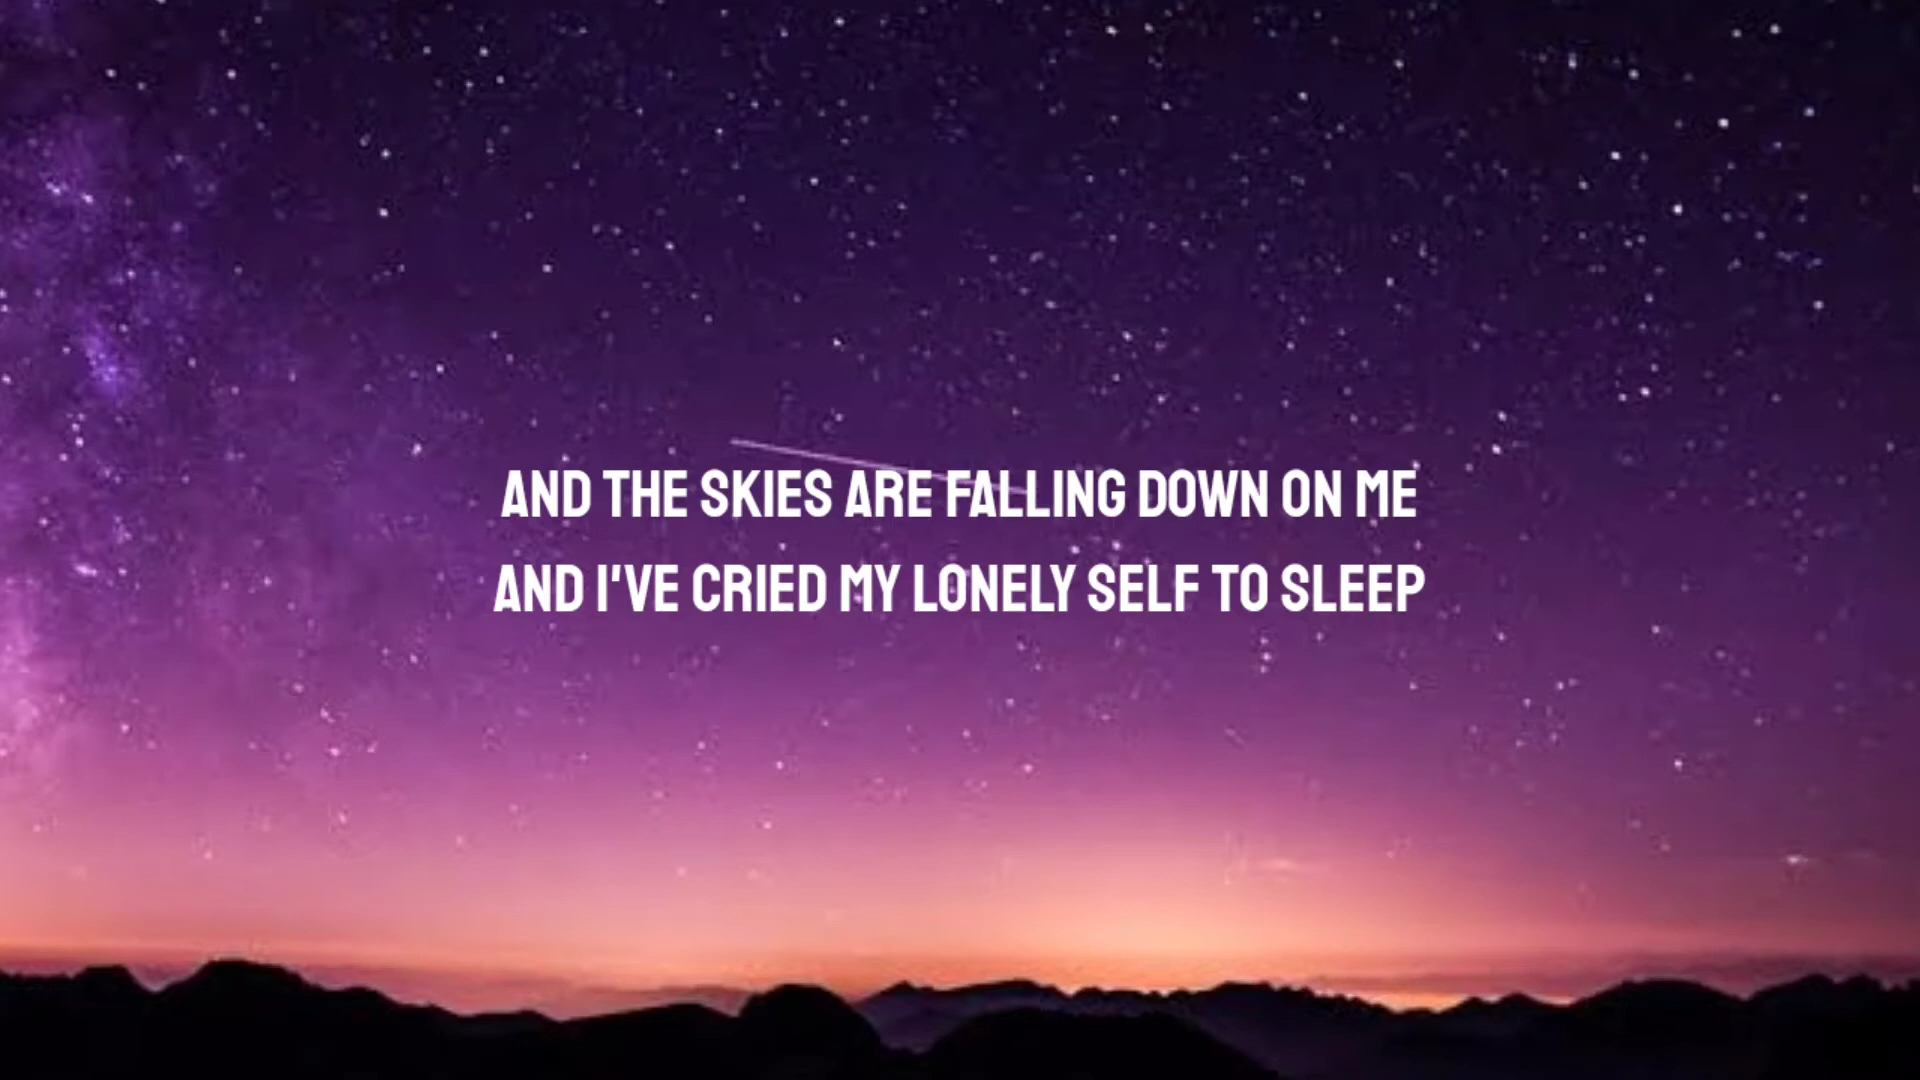 AND THE SKIES ARE FALLING DOWN ON ME
AND I'VE CRIED MY LONELY SELF TO SLEEP